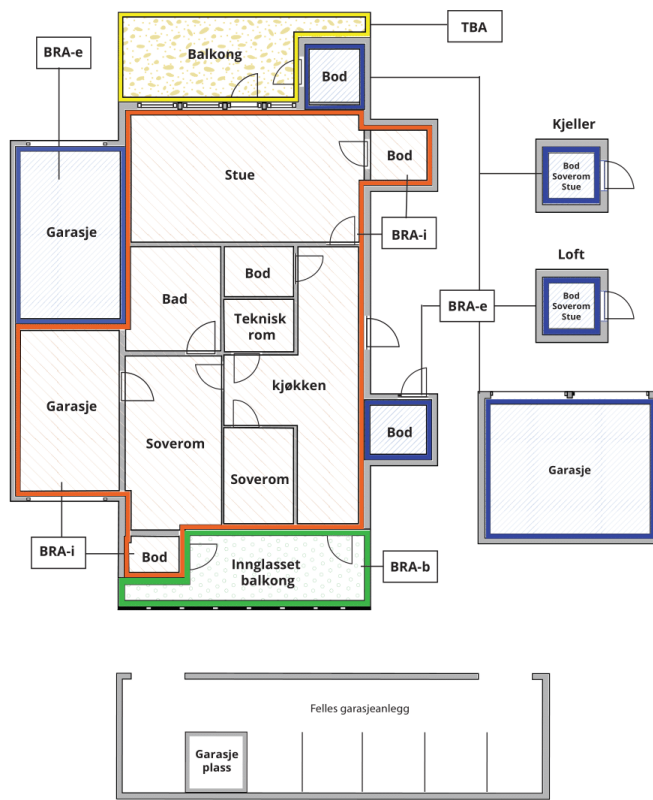 TBA
BRA-e
Balkong
Bod
Kjeller
Bod
Soverom
Stue
Bod
Stue
Garasje
BRA-i
Loft
Bod
Bad
Bod
Soverom
Stue
BRA-e
Teknisk
rom
kjøkken
Garasje
Bod
Soverom
Garasje
Soverom
BRA-i
Bod
Innglasset
balkong
BRA-b
Felles garasjeanlegg
Garasje
plass